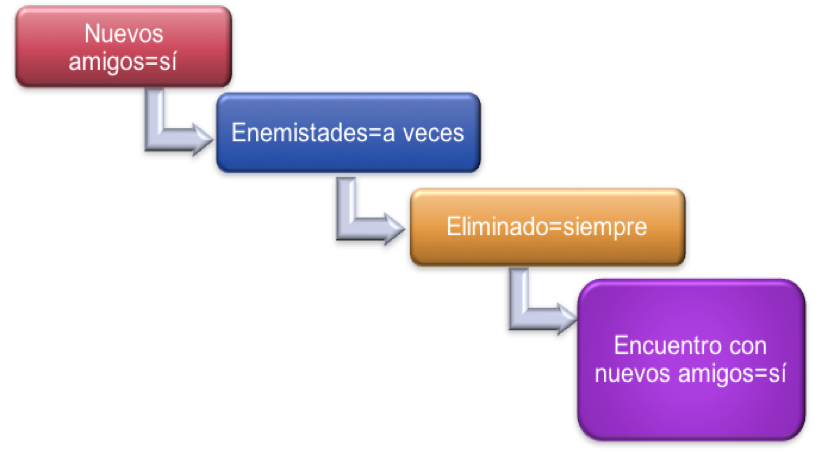 Nuevos
amigos=sí
Enemistades=a veces
Eliminado=siempre
Encuentro con
nuevos amigos=sí